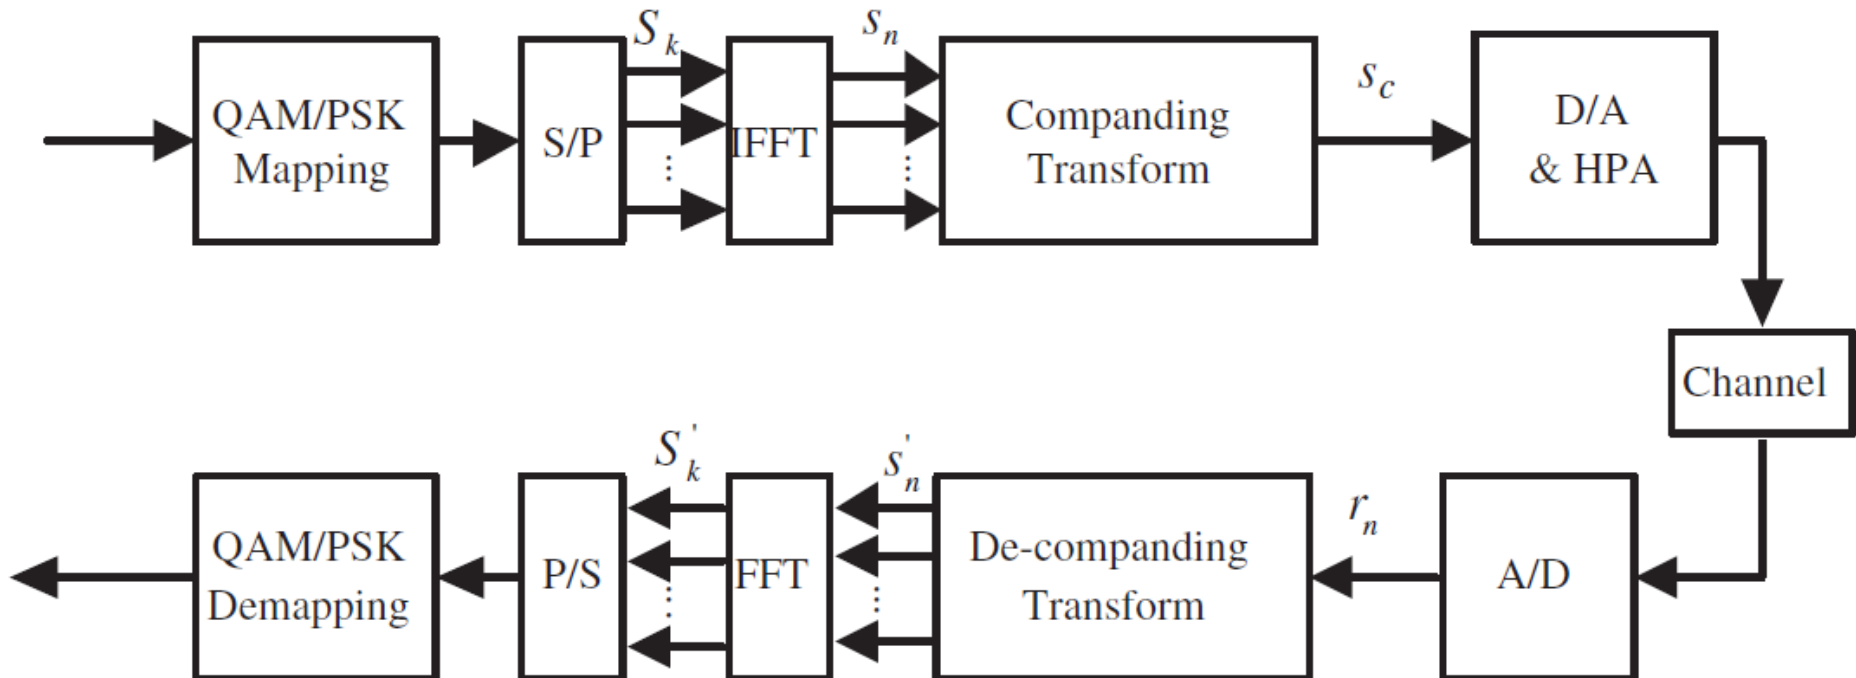 S_k
s_n
QAM/PSK
Mapping
S/P
⋮
IFFT
⋮
Companding
Transform
s_c
D/A
& HPA
Channel
S'_k
s'_n
r_n
QAM/PSK
Demapping
P/S
⋮
FFT
⋮
De-companding
Transform
A/D